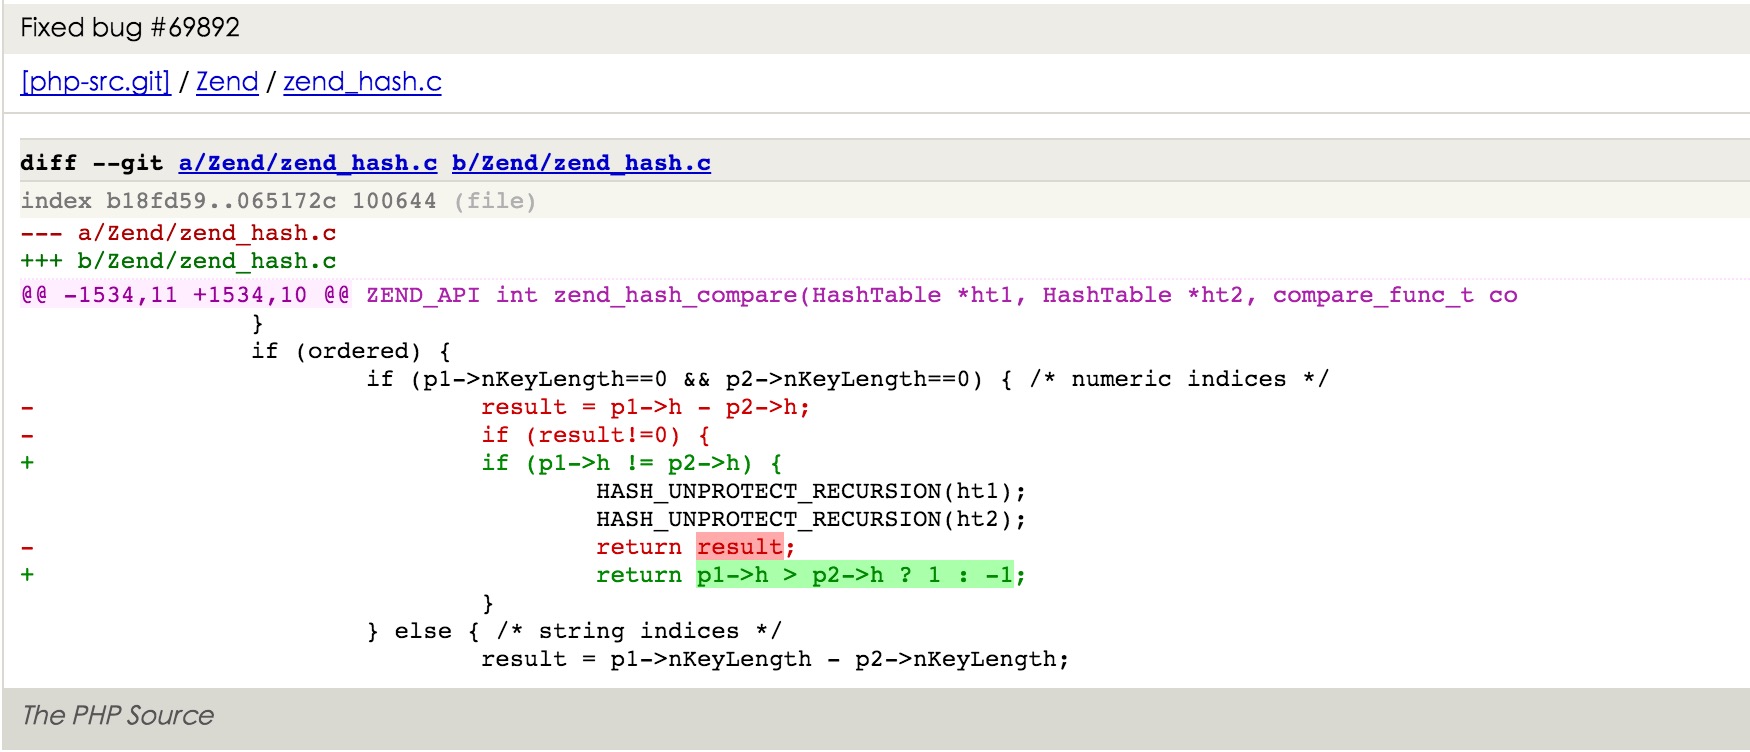 Fixed bug #69892
[php-src.git] / Zend / zend_hash.c
diff --git a/Zend/zend_hash.c b/Zend/zend_hash.c
index b18fd59..065172c 100644 (file)
--- a/Zend/zend_hash.c
+++ b/Zend/zend_hash.c
@@ -1534,11 +1534,10 @@ ZEND_API int zend_hash_compare(HashTable *ht1, HashTable *ht2, compare_func_t co
                }
                if (ordered) {
                        if (p1->nKeyLength==0 && p2->nKeyLength==0) { /* numeric indices */
-                               result = p1->h - p2->h;
-                               if (result!=0) {
+                               if (p1->h != p2->h) {
                                        HASH_UNPROTECT_RECURSION(ht1);
                                        HASH_UNPROTECT_RECURSION(ht2);
-                                       return result;
+                                       return p1->h > p2->h ? 1 : -1;
                                }
                        } else { /* string indices */
                                result = p1->nKeyLength - p2->nKeyLength;
The PHP Source